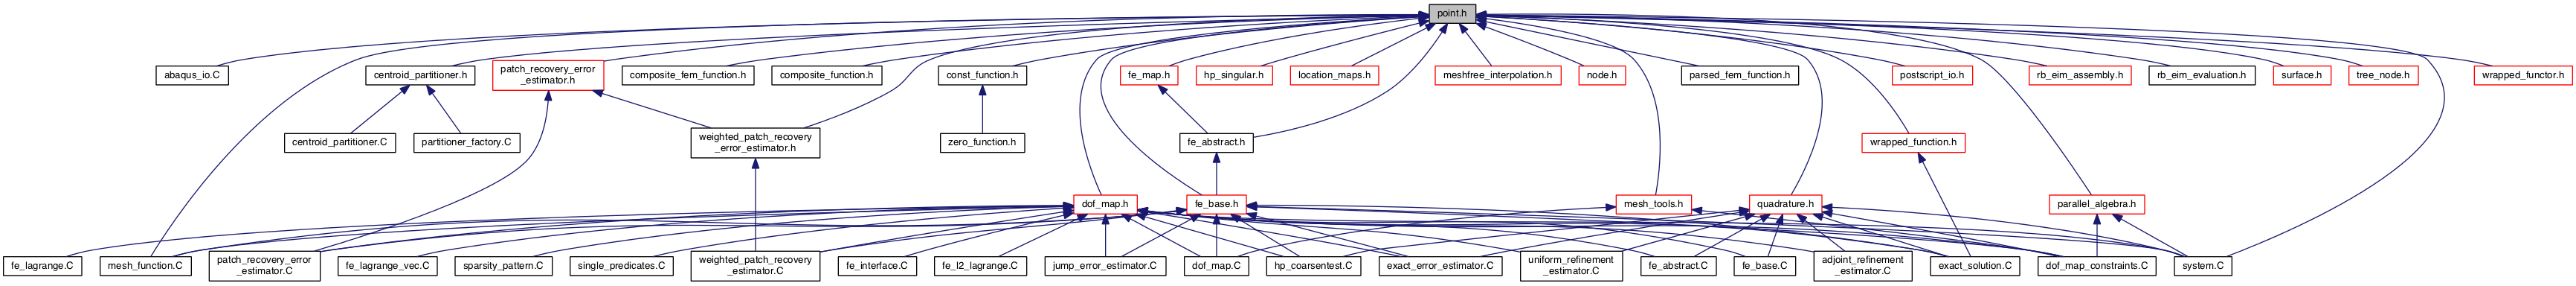 point.h
abaqus_io.C
centroid_partitioner.h
patch_recovery_error
_estimator.h
composite_fem_function.h
composite_function.h
const_function.h
fe_map.h
hp_singular.h
location_maps.h
meshfree_interpolation.h
node.h
parsed_fem_function.h
postscript_io.h
rb_eim_assembly.h
rb_eim_evaluation.h
surface.h
tree_node.h
wrapped_functor.h
centroid_partitioner.C
partitioner_factory.C
weighted_patch_recovery
_error_estimator.h
zero_function.h
fe_abstract.h
wrapped_function.h
dof_map.h
fe_base.h
mesh_tools.h
quadrature.h
parallel_algebra.h
fe_lagrange.C
mesh_function.C
patch_recovery_error
_estimator.C
fe_lagrange_vec.C
sparsity_pattern.C
single_predicates.C
weighted_patch_recovery
_estimator.C
fe_interface.C
fe_l2_lagrange.C
jump_error_estimator.C
dof_map.C
hp_coarsentest.C
exact_error_estimator.C
uniform_refinement
_estimator.C
fe_abstract.C
fe_base.C
adjoint_refinement
_estimator.C
exact_solution.C
dof_map_constraints.C
system.C